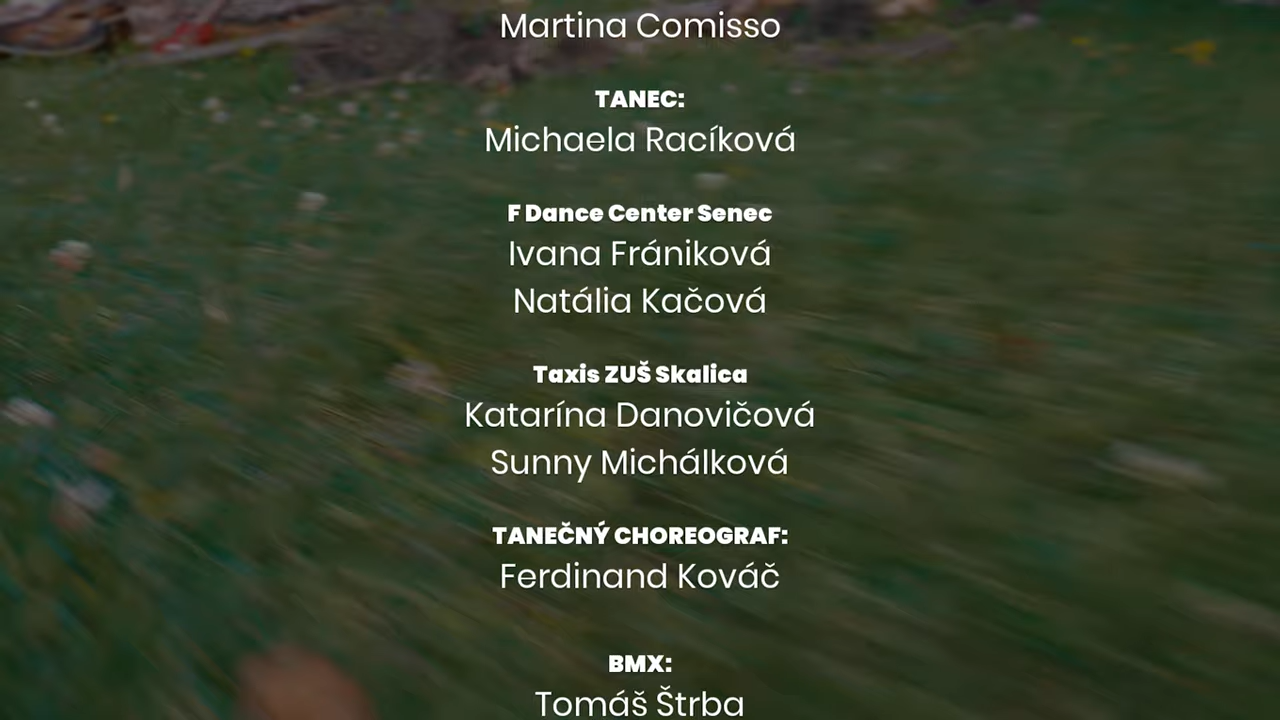 Martina Comisso
TANEC:
Michaela Racíková
F Dance Center Senec
Ivana Frániková
Natália Kačová
Taxis ZUŠ Skalica
Katarína Danovičová
Sunny Michálková
TANEČNÝ CHOREOGRAF:
Ferdinand Kováč
BMX:
Tomáš Štrba